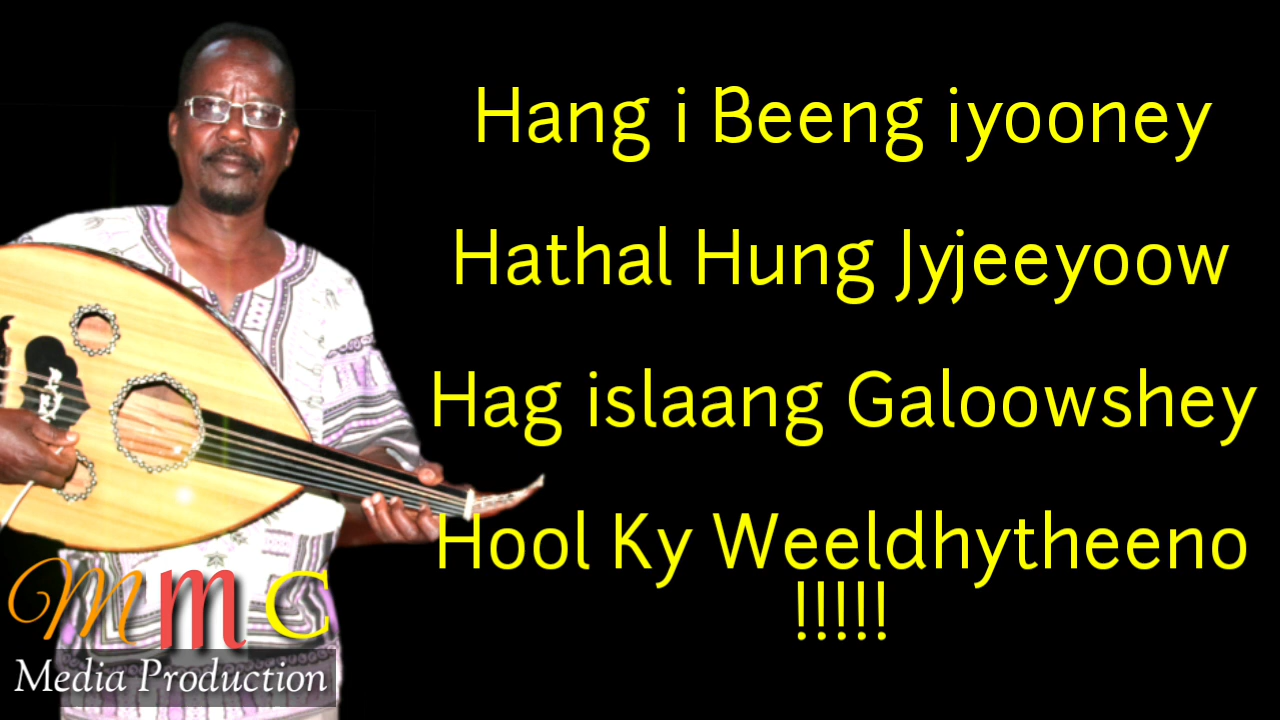 Hang i Beeng iyooney
Hathal Hung Jyjeeyoow
Hag islaang Galoowshey
Hool Ky Weeldhytheeno
!!!!!
MMC
Media Production